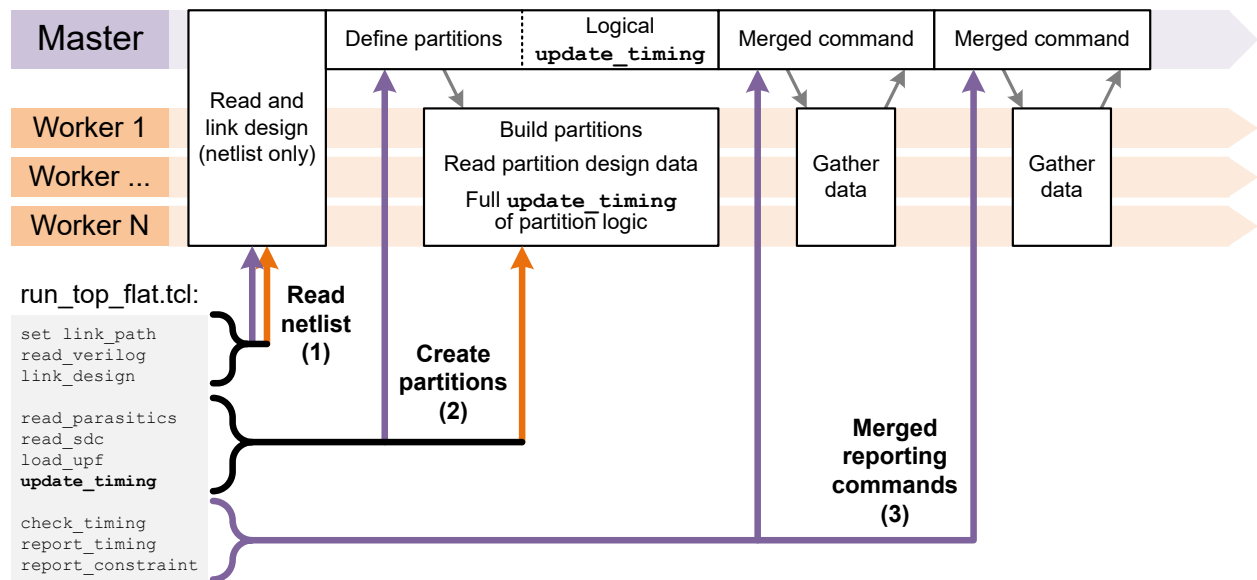 Master
Define partitions
Logical
update_timing
Merged command
Merged command
Read and
link design
(netlist only)
Worker 1
Worker ...
Worker N
Build partitions
Read partition design data
Full update_timing
of partition logic
Gather
data
Gather
data
run_top_flat.tcl:
set link_path
read_verilog
link_design
read_parasitics
read_sdc
load_upf
update_timing
check_timing
report_timing
report_constraint
Read
netlist
(1)
Create
partitions
(2)
Merged
reporting
commands
(3)